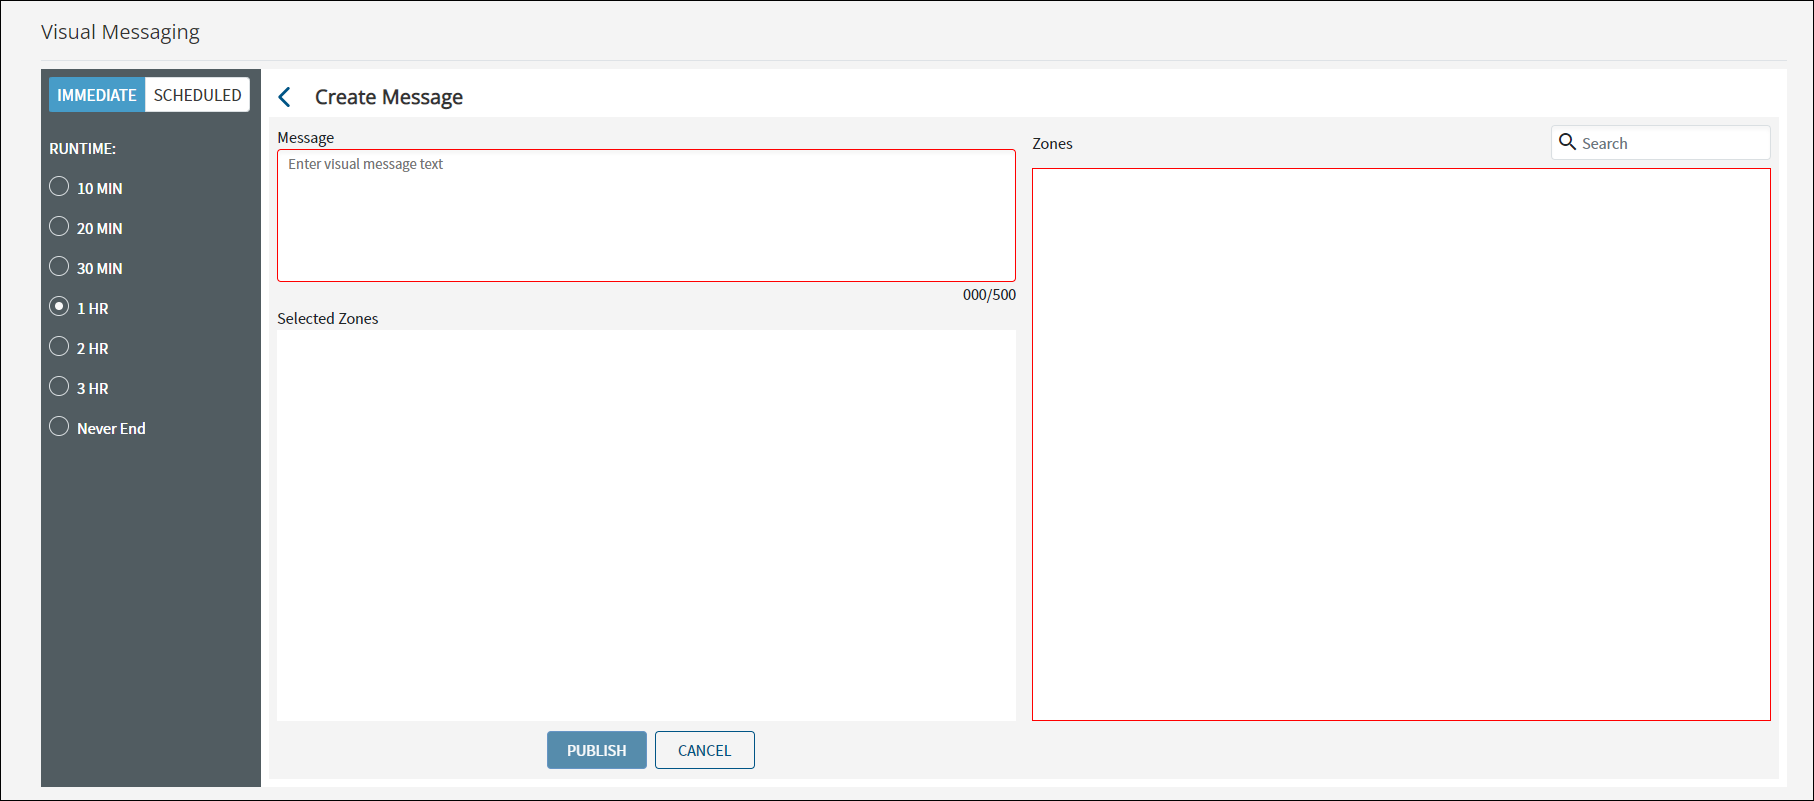 Visual Messaging
IMMEDIATE SCHEDULED
RUNTIME:
10 MIN
20 MIN
30 MIN
1 HR
2 HR
3 HR
Never End
Create Message
Message
Enter visual message text
000/500
Selected Zones
Zones
Search
PUBLISH CANCEL